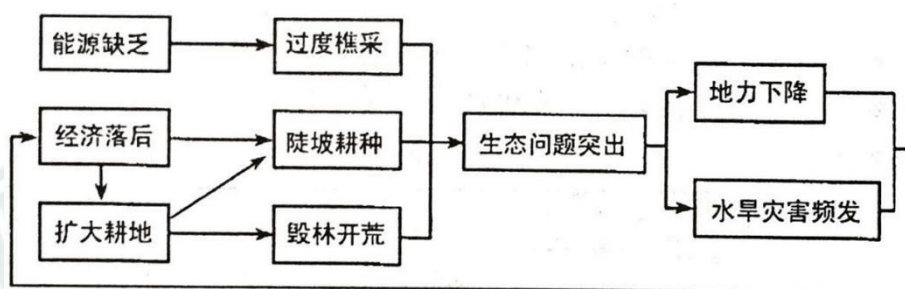 能源缺乏
过度樵采
经济落后
陡坡耕种
生态问题突出
地力下降
扩大耕地
毁林开荒
水旱灾害频发